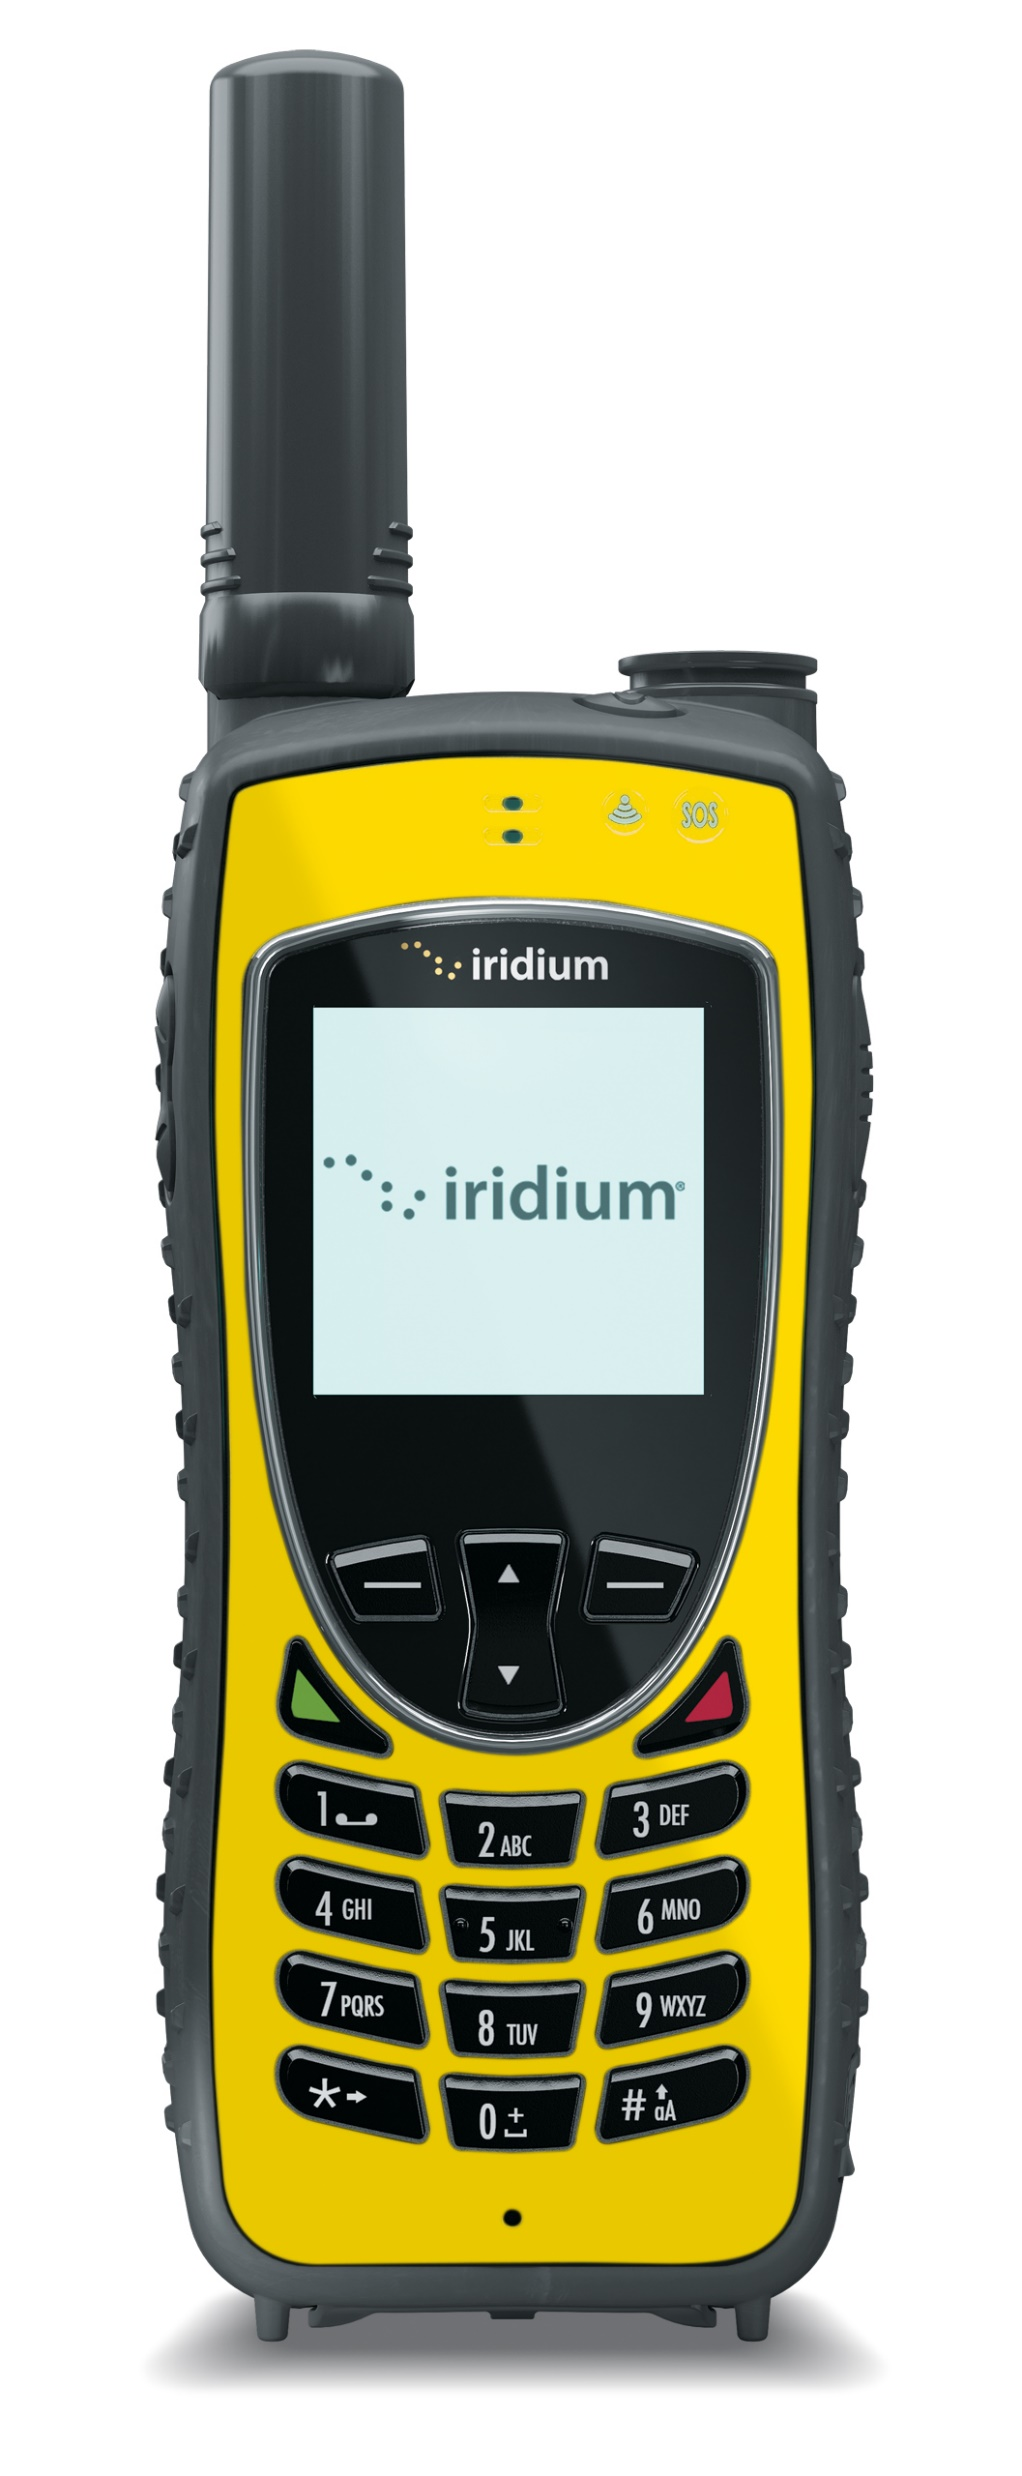 SOS
iridium
iridium®
1
2 ABC
3 DEF
4 GHI
5 JKL
6 MNO
7 PQRS
8 TUV
9 WXYZ
*
0 +
# aA